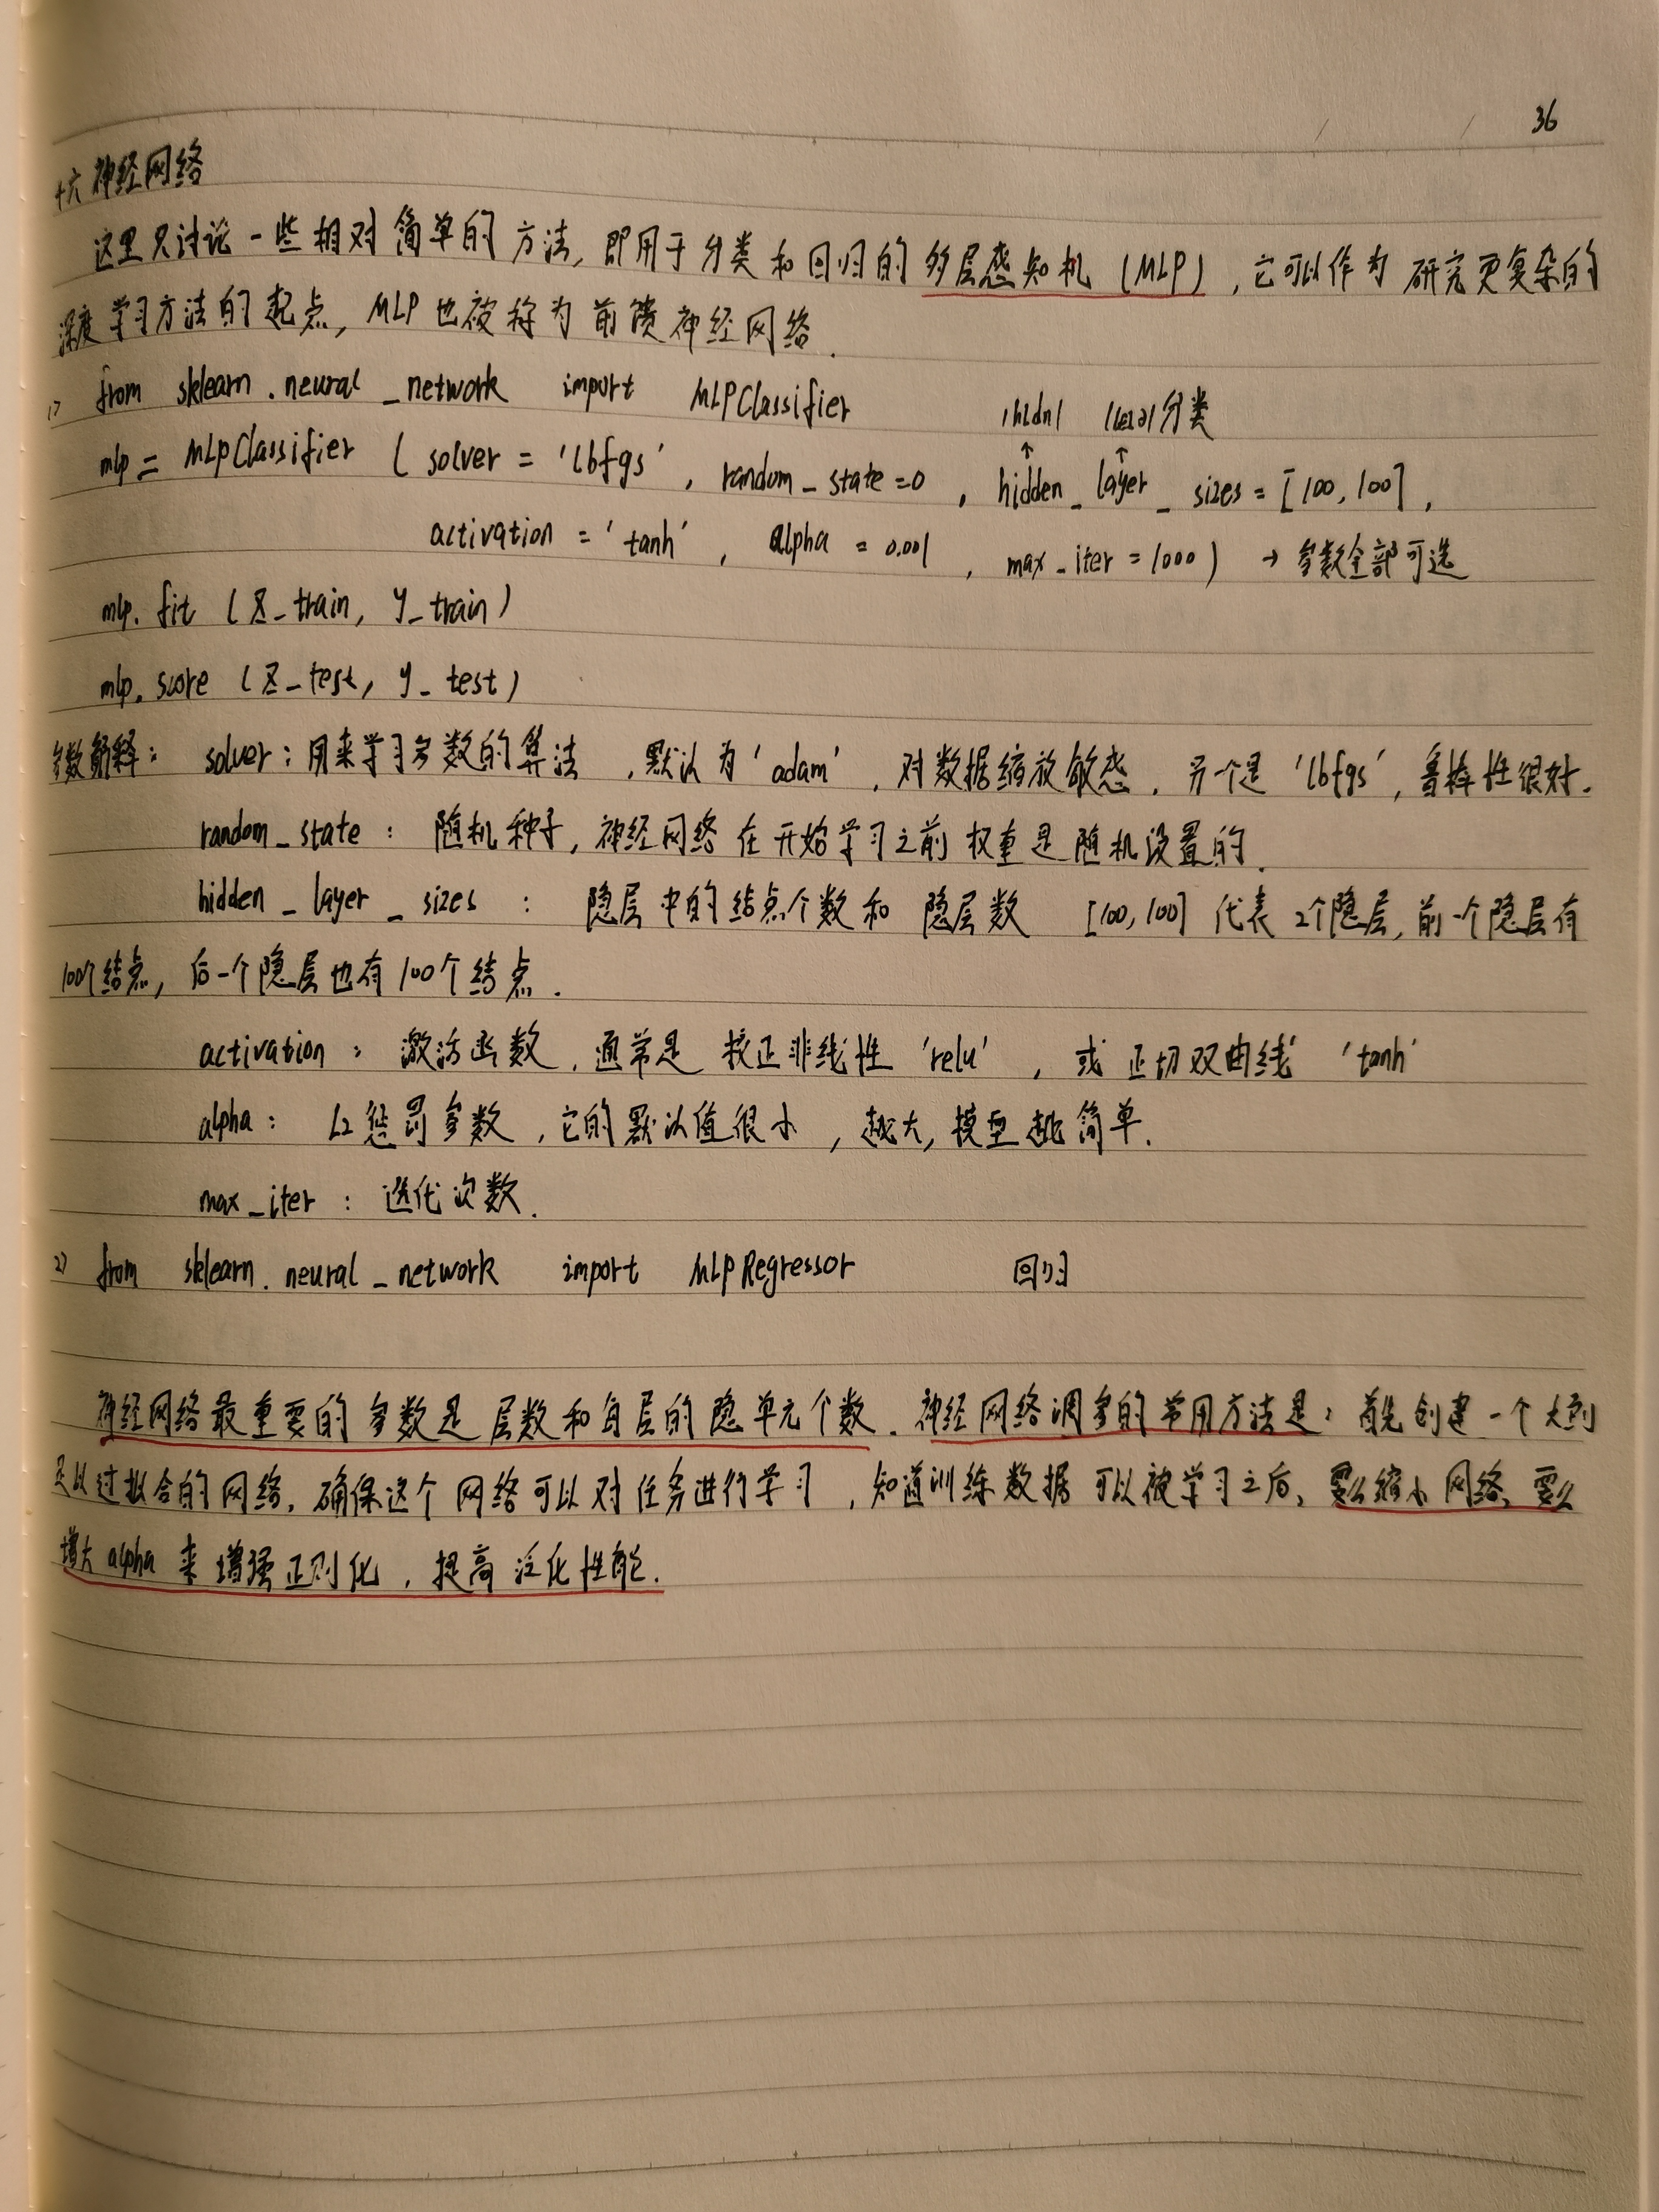 36
十六 神经网络
这里只讨论一些相对简单的方法, 即用于分类和回归的多层感知机 (MLP), 它可以作为研究更复杂的
深度学习方法的起点, MLP也被称为前馈神经网络.
1) from sklearn.neural_network import MLPClassifier 分类
mlp = MLPClassifier ( solver = 'lbfgs', random_state=0, hidden_layer_sizes = [100, 100],
activation = 'tanh', alpha = 0.001, max_iter = 1000 ) → 参数全部可选
mlp.fit (X_train, y_train)
mlp.score (X_test, y_test)
参数解释: solver: 用来学习参数的算法, 默认为'adam', 对数据缩放敏感. 另一个是'lbfgs', 鲁棒性很好.
random_state: 随机种子, 神经网络在开始学习之前权重是随机设置的.
hidden_layer_sizes: 隐层中的结点个数和隐层数 [100, 100] 代表2个隐层, 前一个隐层有
100个结点, 后一个隐层也有100个结点.
activation: 激活函数, 通常是校正非线性'relu', 或正切双曲线'tanh'
alpha: L2惩罚参数, 它的默认值很小, 越大, 模型越简单.
max_iter: 迭代次数.
2) from sklearn.neural_network import MLPRegressor 回归
神经网络最重要的参数是层数和每层的隐单元个数. 神经网络调参的常用方法是: 首先创建一个大到
足以过拟合的网络, 确保这个网络可以对任务进行学习, 知道训练数据可以被学习之后, 要么缩小网络, 要么
增大alpha来增强正则化, 提高泛化性能.